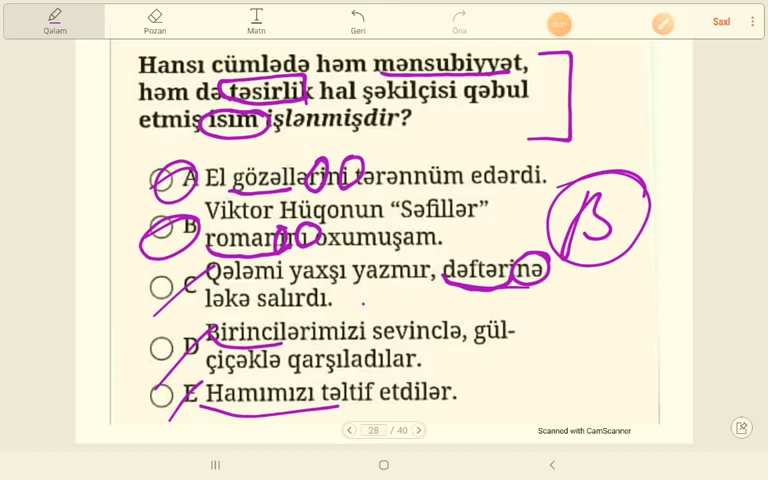 Qələm Pozan Mətn Geri Önə Saxl
Hansı cümlədə həm mənsubiyyət,
həm də təsirlik hal şəkilçisi qəbul
etmiş isim işlənmişdir?
A El gözəllərini tərənnüm edərdi.
B Viktor Hüqonun “Səfillər”
romanını oxumuşam.
B
C Qələmi yaxşı yazmır, dəftərinə
ləkə salırdı.
D Birincilərimizi sevinclə, gül-
çiçəklə qarşıladılar.
E Hamımızı təltif etdilər.
28 / 40
Scanned with CamScanner